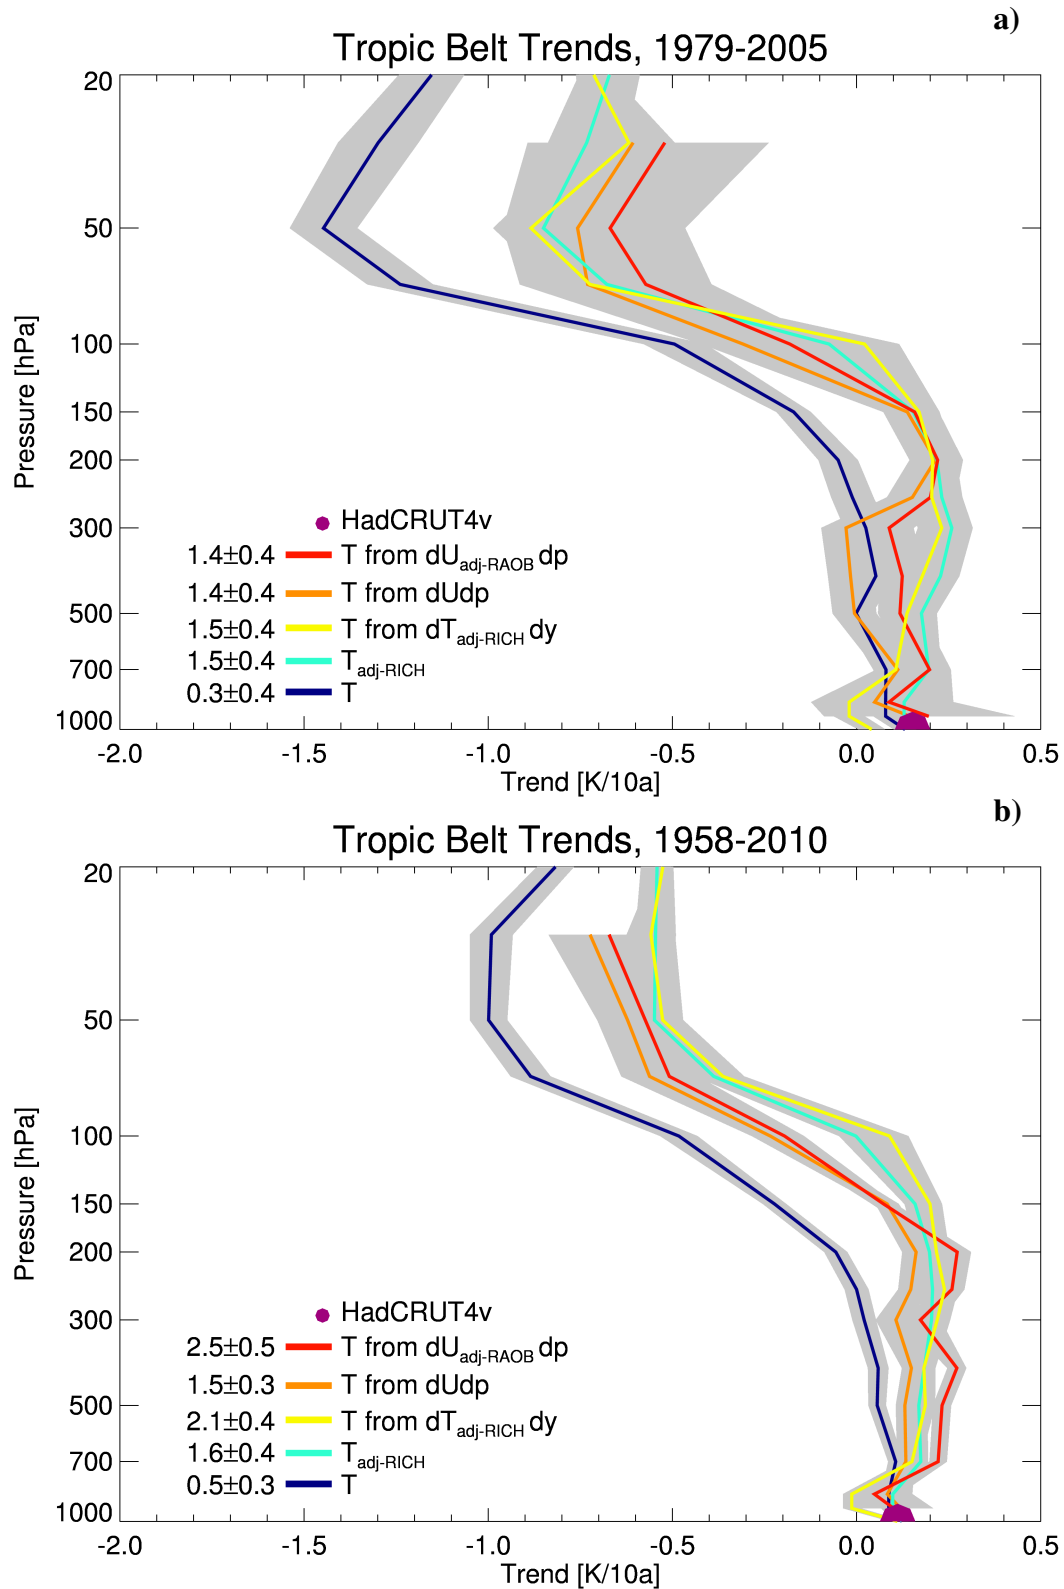 a)
Tropic Belt Trends, 1979-2005
20
50
100
150
200
300
500
700
1000
Pressure [hPa]
HadCRUT4v
1.4±0.4 T from dUadj-RAOB dp
1.4±0.4 T from dUdp
1.5±0.4 T from dTadj-RICH dy
1.5±0.4 Tadj-RICH
0.3±0.4 T
-2.0 -1.5 -1.0 -0.5 0.0 0.5
Trend [K/10a]
b)
Tropic Belt Trends, 1958-2010
20
50
100
150
200
300
500
700
1000
Pressure [hPa]
HadCRUT4v
2.5±0.5 T from dUadj-RAOB dp
1.5±0.3 T from dUdp
2.1±0.4 T from dTadj-RICH dy
1.6±0.4 Tadj-RICH
0.5±0.3 T
-2.0 -1.5 -1.0 -0.5 0.0 0.5
Trend [K/10a]